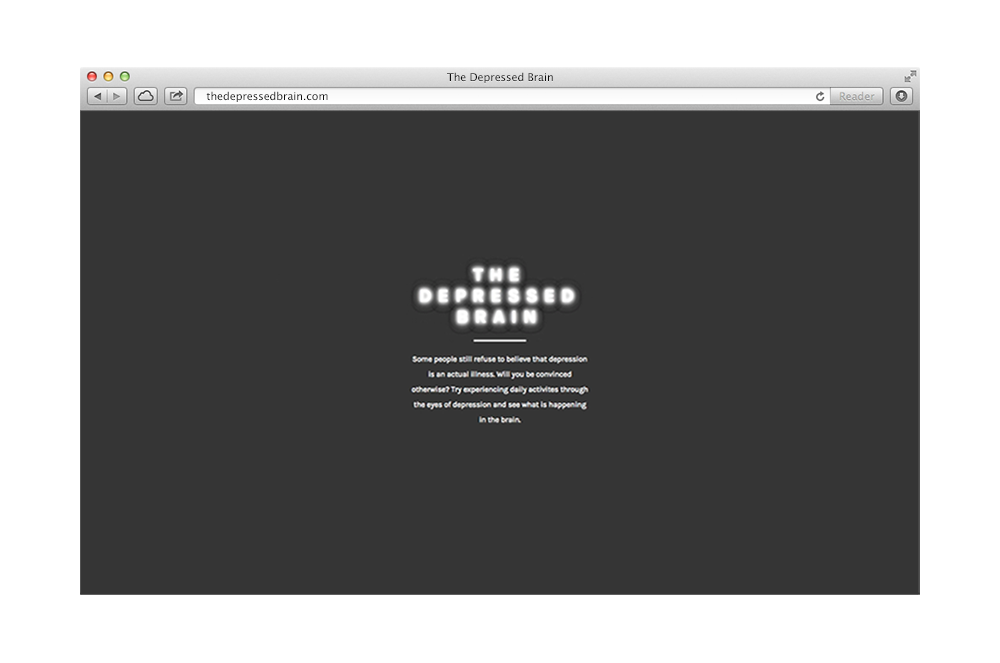 The Depressed Brain
thedepressedbrain.com
Reader
THE
DEPRESSED
BRAIN
Some people still refuse to believe that depression
is an actual illness. Will you be convinced
otherwise? Try experiencing daily activites through
the eyes of depression and see what is happening
in the brain.